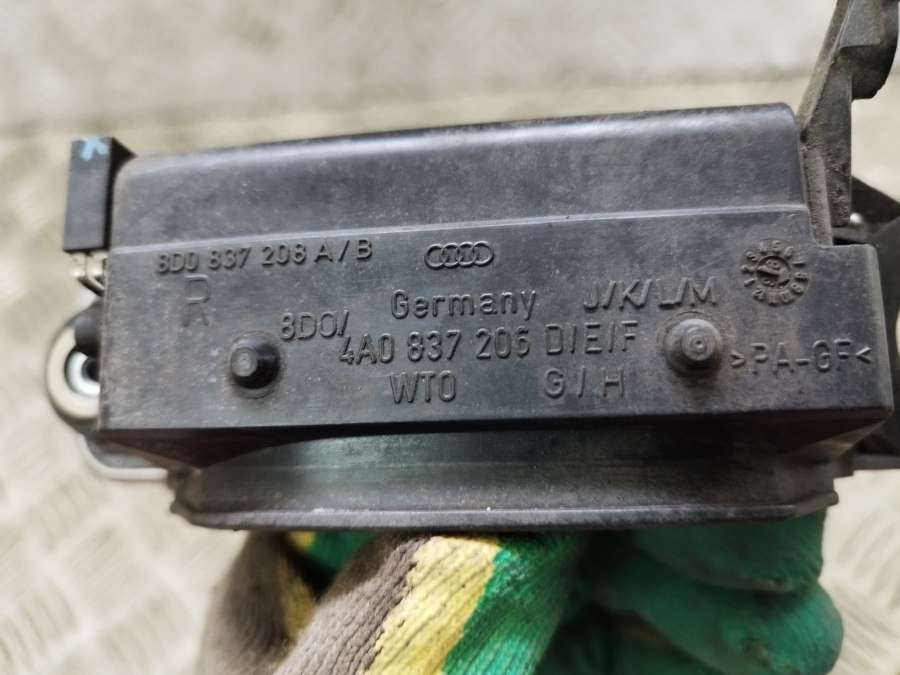 8D0 837 208 A/B
R
Germany J/K/L/M
8D0/
4A0 837 206 D/E/F
>PA-GF<
WTO G/H